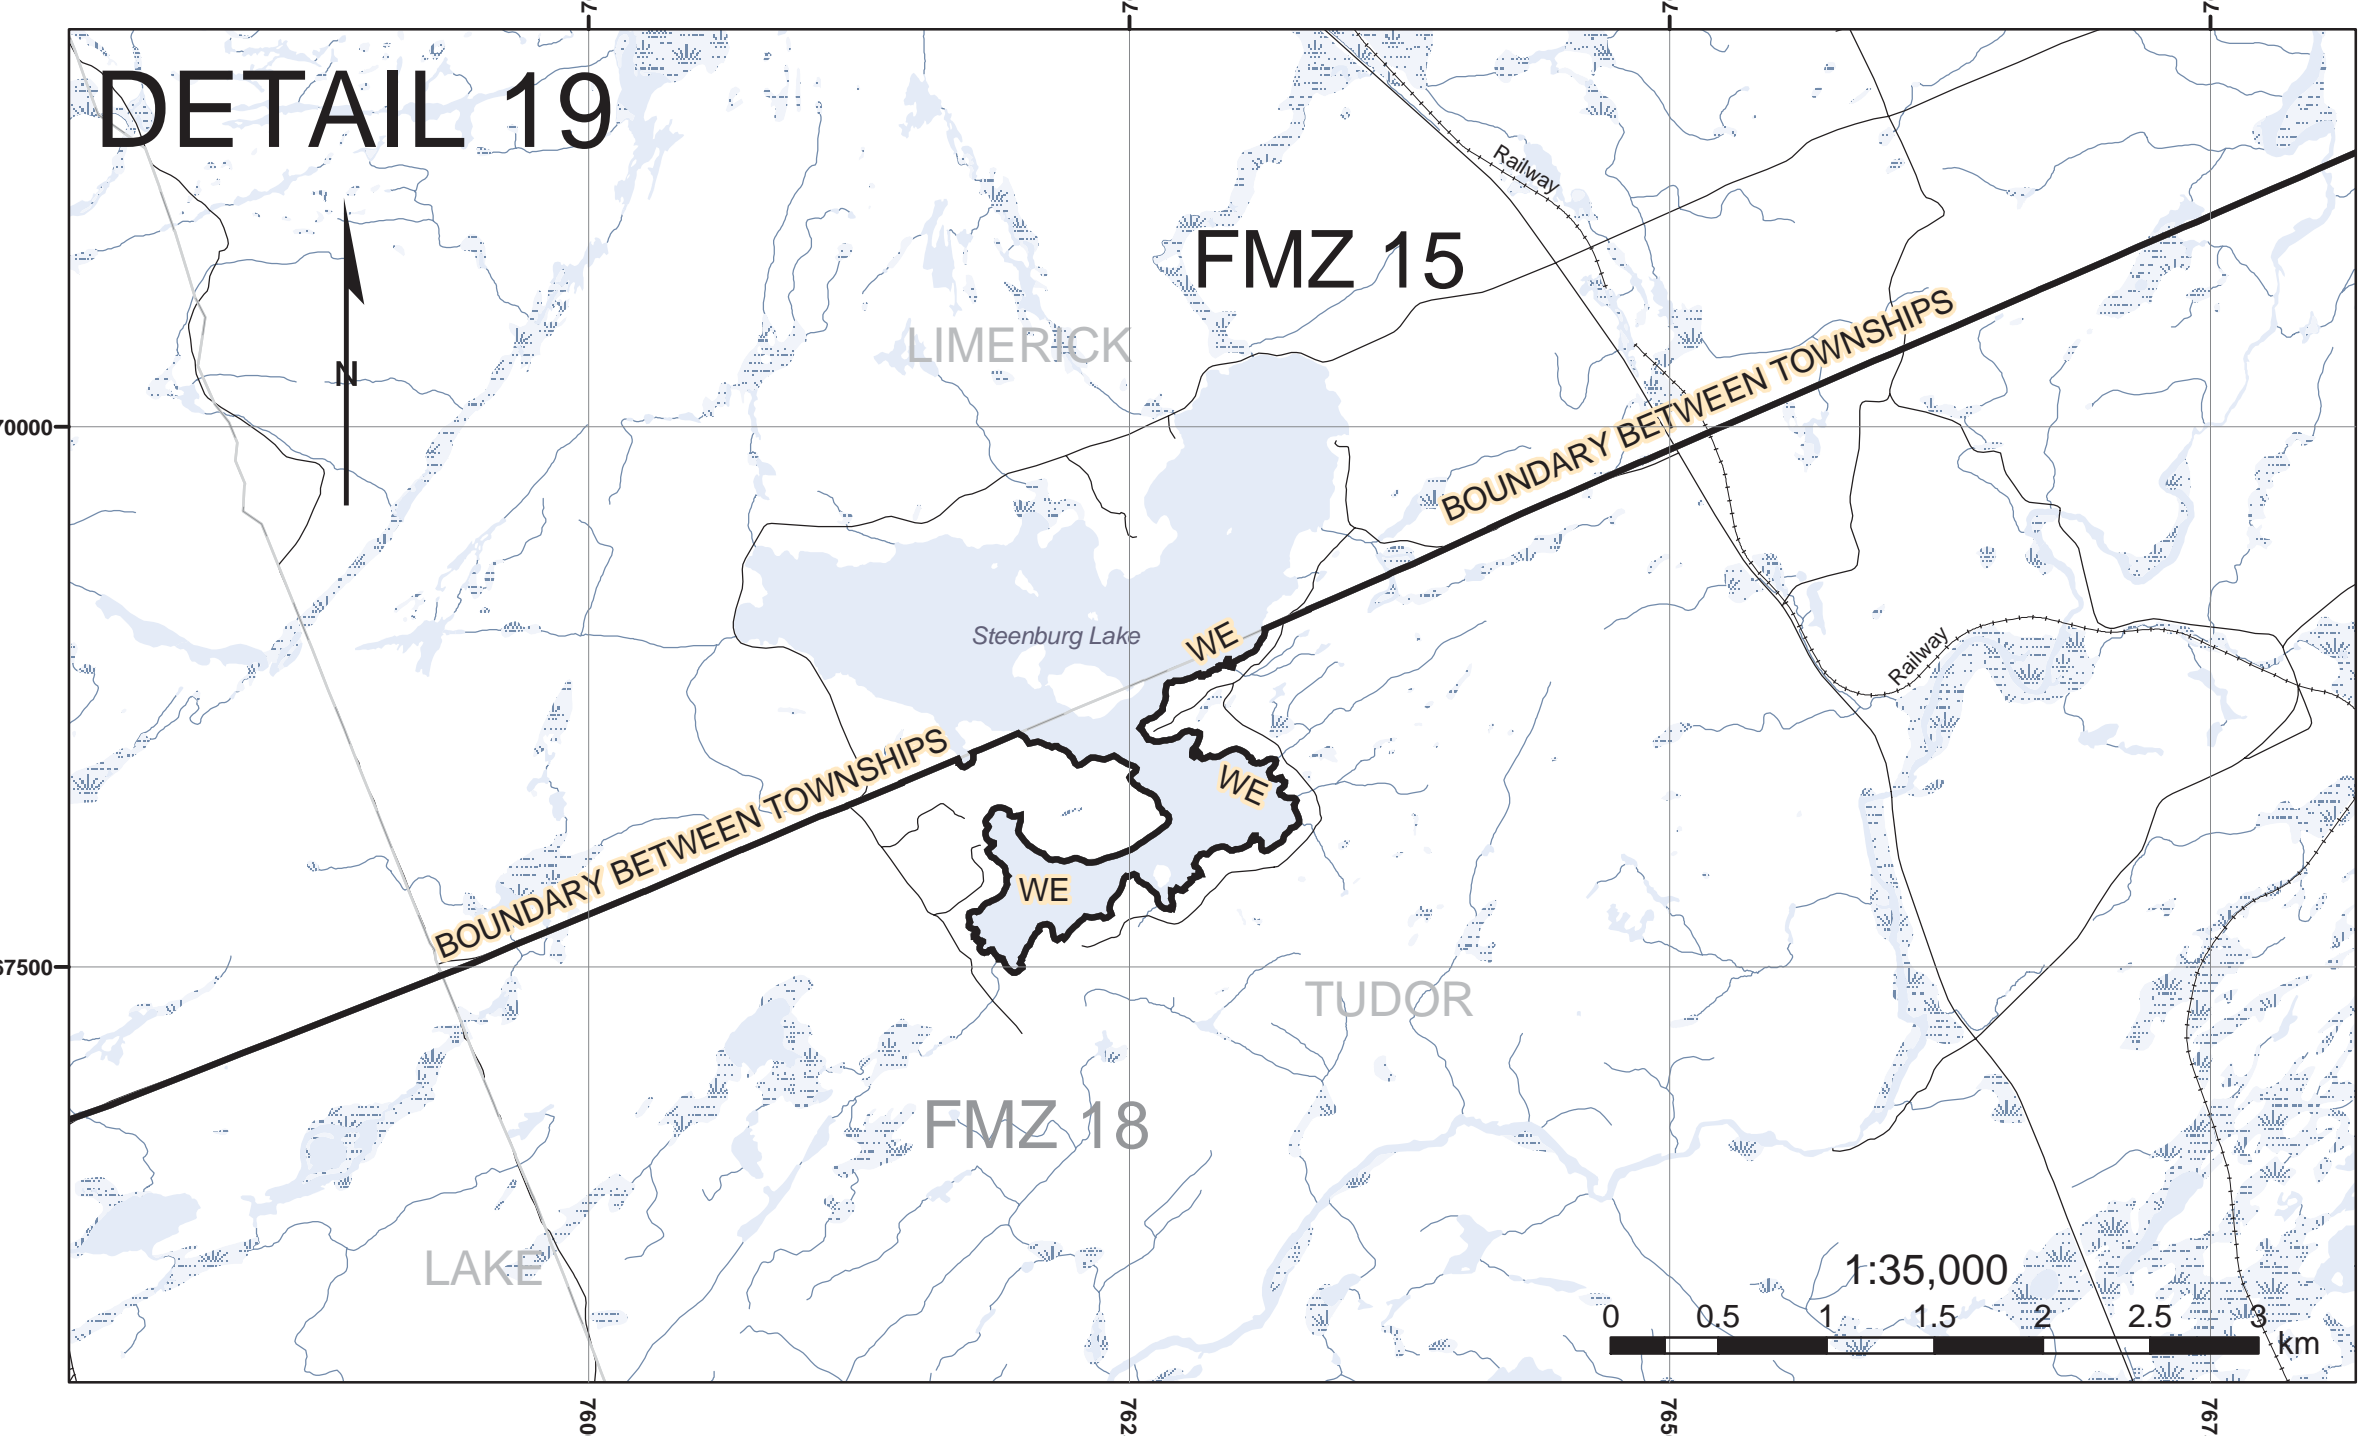 DETAIL 19
Railway
FMZ 15
BOUNDARY BETWEEN TOWNSHIPS
LIMERICK
N
70000
Steenburg Lake
WE
Railway
BOUNDARY BETWEEN TOWNSHIPS
WE
WE
67500
TUDOR
FMZ 18
LAKE
1:35,000
0 0.5 1 1.5 2 2.5 3 km
760 762 765 767